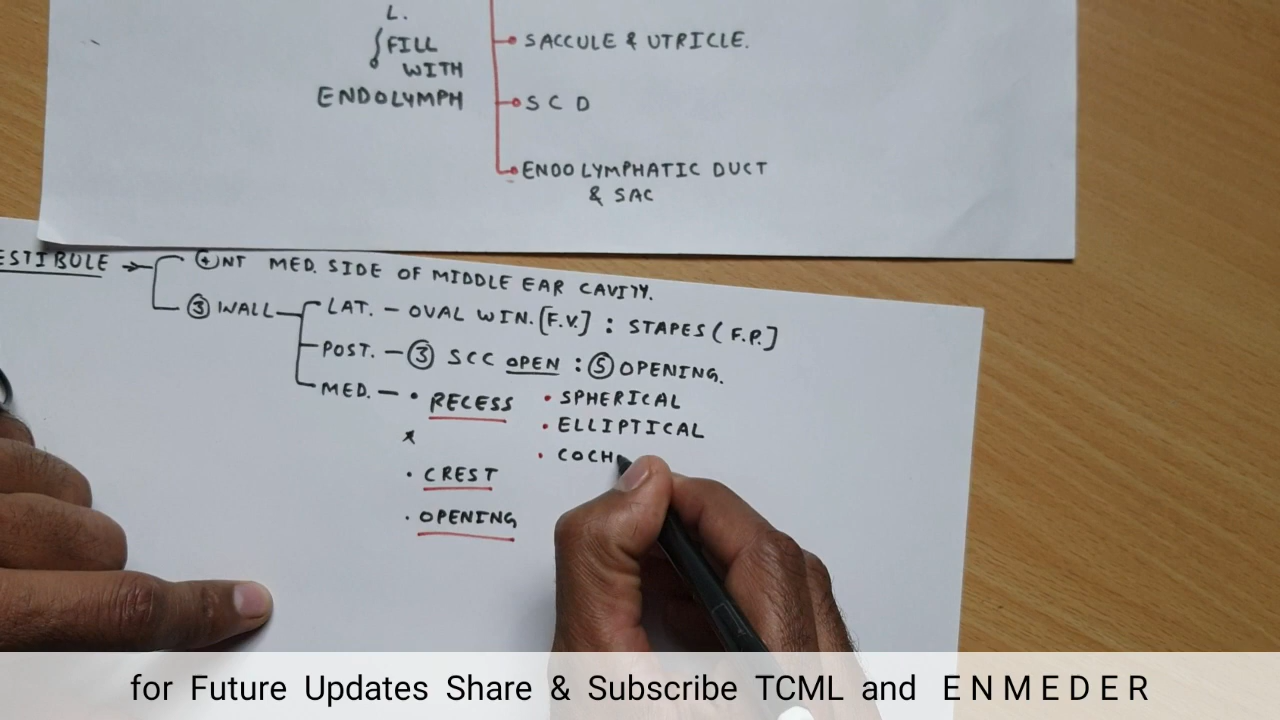 L.
FILL
WITH
ENDOLYMPH
SACCULE & UTRICLE.
S C D
ENDOLYMPHATIC DUCT
& SAC
ESTIBULE
NT MED. SIDE OF MIDDLE EAR CAVITY.
3 WALL
LAT. - OVAL WIN. [F.V.] : STAPES (F.P.]
POST. - 3 SCC OPEN : 5 OPENING.
MED. - • RECESS
• SPHERICAL
• ELLIPTICAL
• COCH
• CREST
• OPENING
for Future Updates Share & Subscribe TCML and E N M E D E R